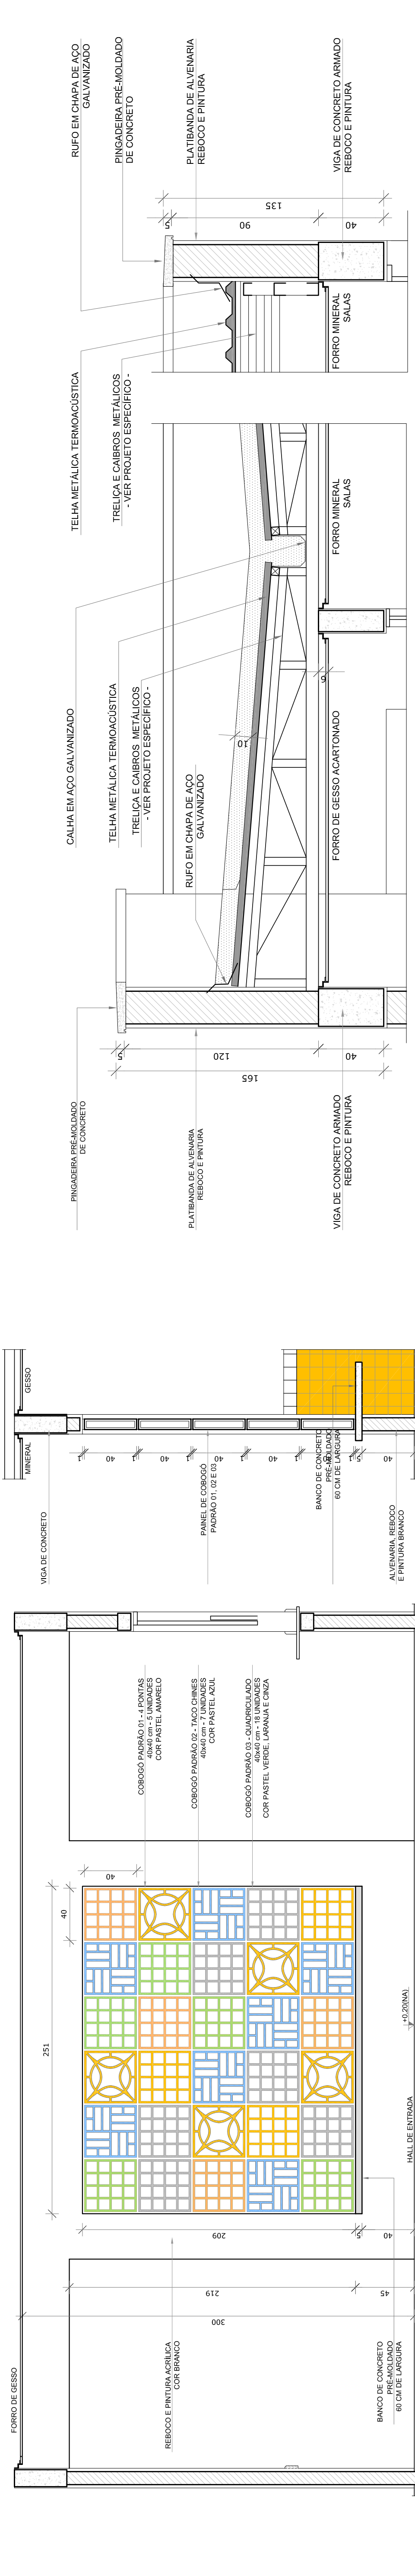 RUFO EM CHAPA DE AÇO
GALVANIZADO
PINGADEIRA PRÉ-MOLDADO
DE CONCRETO
PLATIBANDA DE ALVENARIA
REBOCO E PINTURA
VIGA DE CONCRETO ARMADO
REBOCO E PINTURA
5
90
40
135
TELHA METÁLICA TERMOACÚSTICA
TRELIÇA E CAIBROS METÁLICOS
- VER PROJETO ESPECÍFICO -
FORRO MINERAL
SALAS
CALHA EM AÇO GALVANIZADO
TELHA METÁLICA TERMOACÚSTICA
TRELIÇA E CAIBROS METÁLICOS
- VER PROJETO ESPECÍFICO -
RUFO EM CHAPA DE AÇO
GALVANIZADO
FORRO MINERAL
SALAS
10
6
FORRO DE GESSO ACARTONADO
5
120
40
165
PINGADEIRA PRÉ-MOLDADO
DE CONCRETO
PLATIBANDA DE ALVENARIA
REBOCO E PINTURA
VIGA DE CONCRETO ARMADO
REBOCO E PINTURA
GESSO
MINERAL
1
40
1
40
1
40
1
40
1
40
1
5
40
VIGA DE CONCRETO
PAINEL DE COBOGÓ
PADRÃO 01, 02 E 03
BANCO DE CONCRETO
PRÉ-MOLDADO
60 CM DE LARGURA
ALVENARIA, REBOCO
E PINTURA BRANCO
COBOGÓ PADRÃO 01 - 4 PONTAS
40x40 cm - 5 UNIDADES
COR PASTEL AMARELO
COBOGÓ PADRÃO 02 - TACO CHINES
40x40 cm - 7 UNIDADES
COR PASTEL AZUL
COBOGÓ PADRÃO 03 - QUADRICULADO
40x40 cm - 18 UNIDADES
COR PASTEL VERDE, LARANJA E CINZA
40
40
251
+0,20(NA)
HALL DE ENTRADA
209
5
40
219
45
300
FORRO DE GESSO
REBOCO E PINTURA ACRÍLICA
COR BRANCO
BANCO DE CONCRETO
PRÉ-MOLDADO
60 CM DE LARGURA